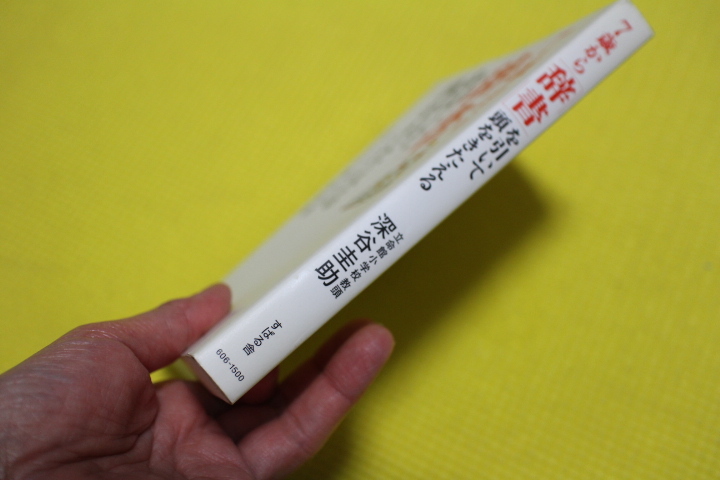 7歳から「辞書」
を引いて
頭をきたえる
立命館小学校教頭
深谷圭助
すばる舎
606-1500